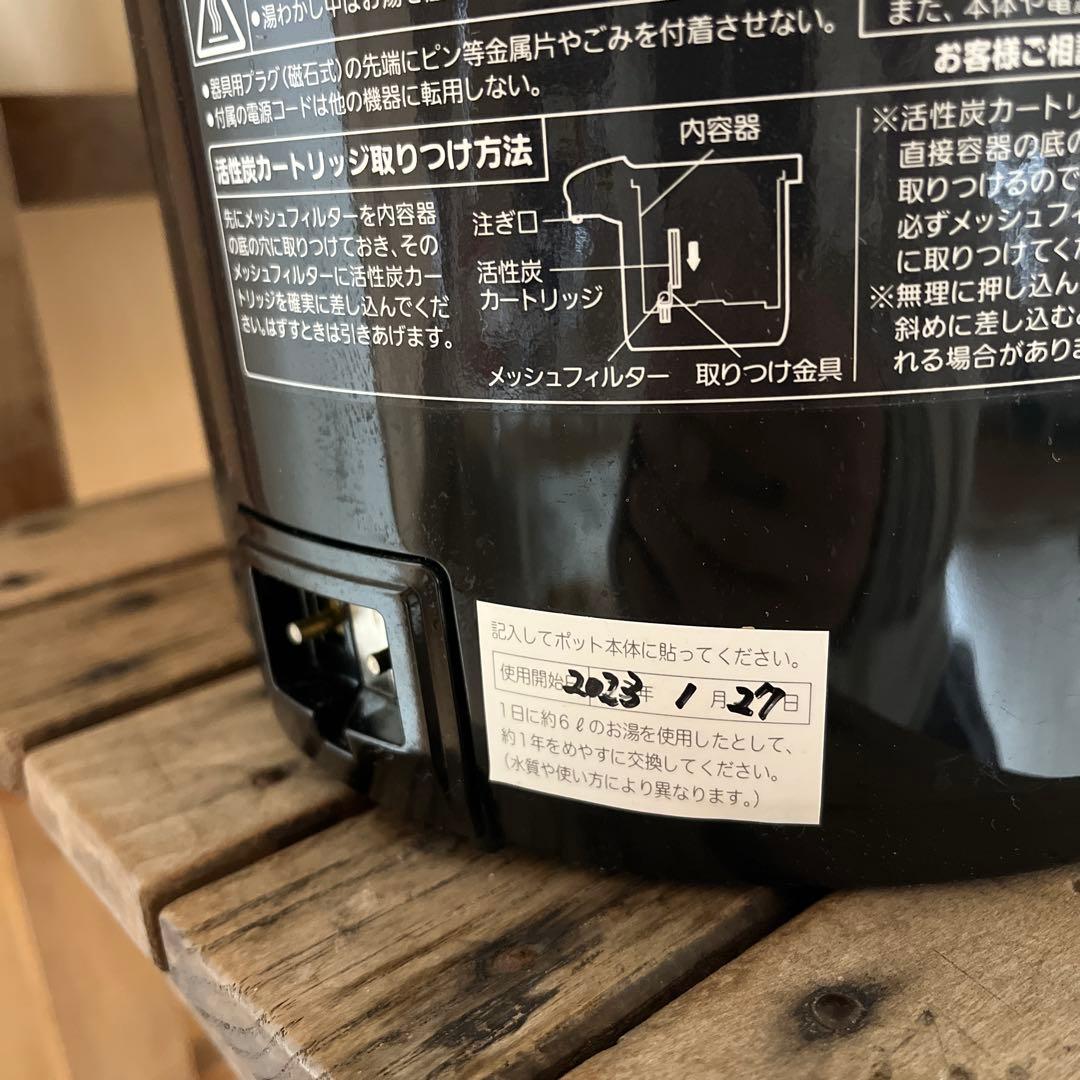 ●湯わかし中はお湯を
●器具用プラグ(磁石式)の先端にピン等金属片やごみを付着させない。
●付属の電源コードは他の機器に転用しない。
また、本体や電
お客様ご相
活性炭カートリッジ取りつけ方法
先にメッシュフィルターを内容器
の底の穴に取りつけておき、その
メッシュフィルターに活性炭カー
トリッジを確実に差し込んでくだ
さい。はずすときは引きあげます。
内容器
注ぎ口
活性炭
カートリッジ
メッシュフィルター
取りつけ金具
※活性炭カートリ
直接容器の底の
取りつけるので
必ずメッシュフィ
に取りつけてくだ
※無理に押し込ん
斜めに差し込む
れる場合があり
記入してポット本体に貼ってください。
使用開始日 2023年 1月 27日
1日に約6ℓのお湯を使用したとして、
約1年をめやすに交換してください。
(水質や使い方により異なります。)